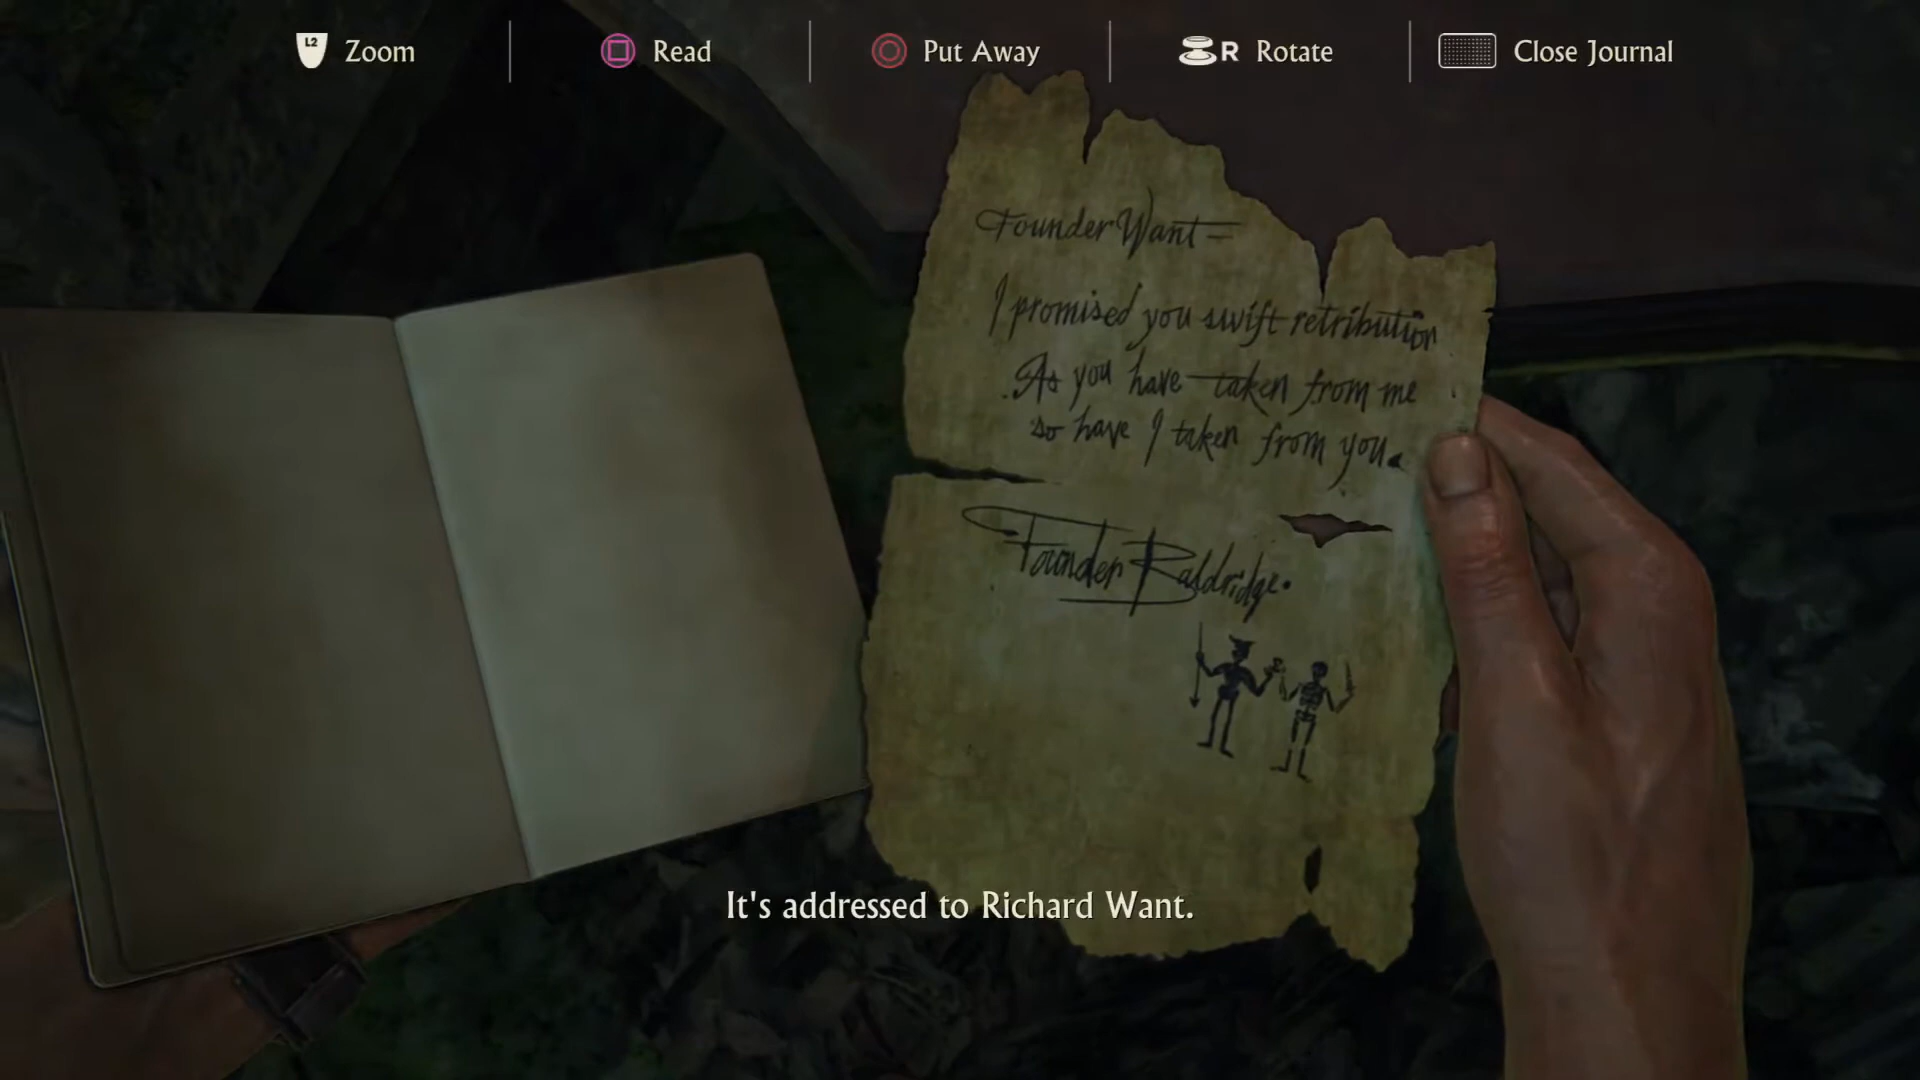 L2 Zoom
Read
Put Away
R Rotate
Close Journal
Founder Want –
I promised you swift retribution
As you have taken from me
so have I taken from you.
Founder Baldridge.
It's addressed to Richard Want.